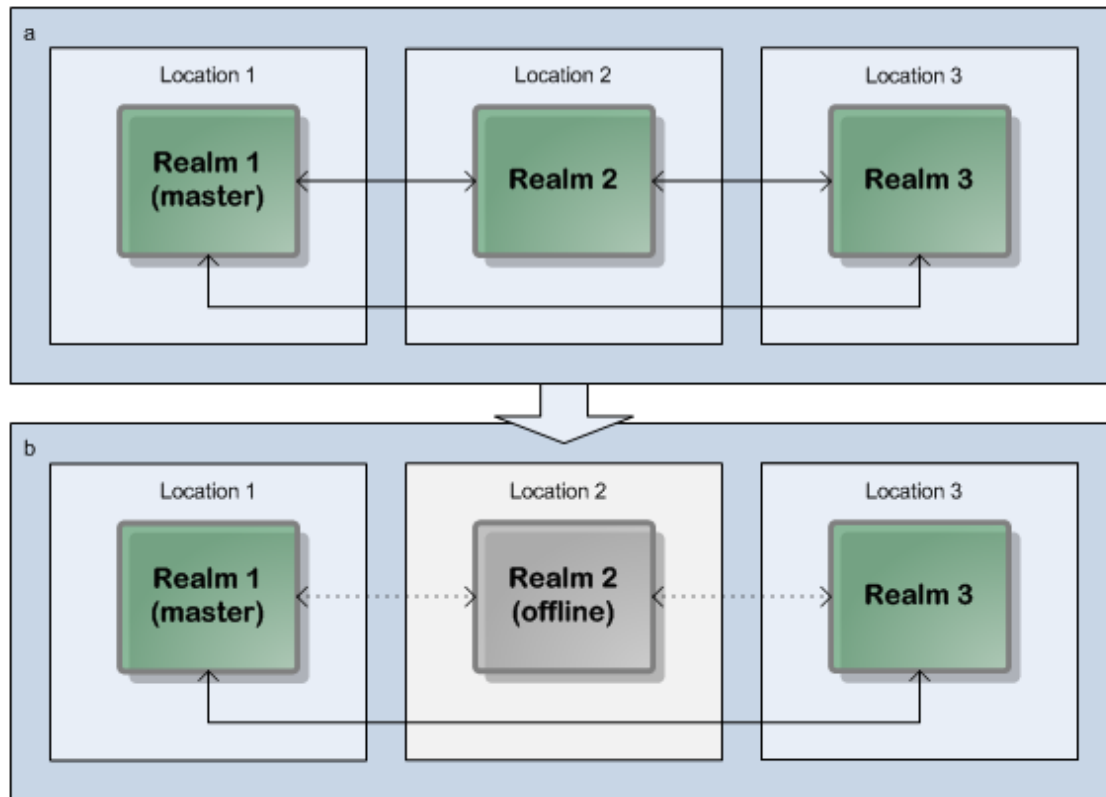 a
Location 1
Location 2
Location 3
Realm 1
(master)
Realm 2
Realm 3
b
Location 1
Location 2
Location 3
Realm 1
(master)
Realm 2
(offline)
Realm 3